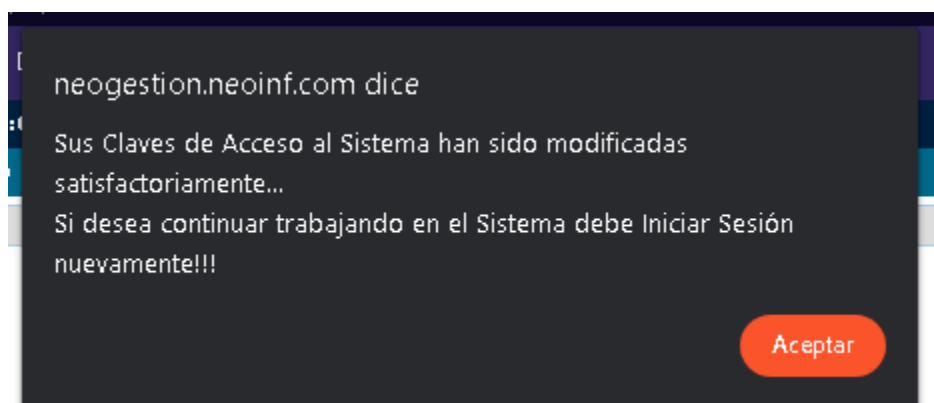 neogestion.neoinf.com dice
Sus Claves de Acceso al Sistema han sido modificadas
satisfactoriamente...
Si desea continuar trabajando en el Sistema debe Iniciar Sesión
nuevamente!!!
Aceptar